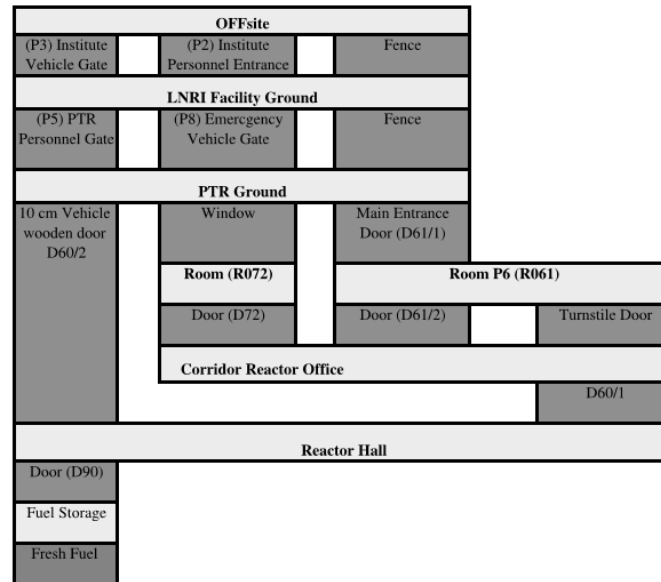 OFFsite
(P3) Institute
Vehicle Gate
(P2) Institute
Personnel Entrance
Fence
LNRI Facility Ground
(P5) PTR
Personnel Gate
(P8) Emercgency
Vehicle Gate
Fence
PTR Ground
10 cm Vehicle
wooden door
D60/2
Window
Main Entrance
Door (D61/1)
Room (R072)
Room P6 (R061)
Door (D72)
Door (D61/2)
Turnstile Door
Corridor Reactor Office
D60/1
Reactor Hall
Door (D90)
Fuel Storage
Fresh Fuel